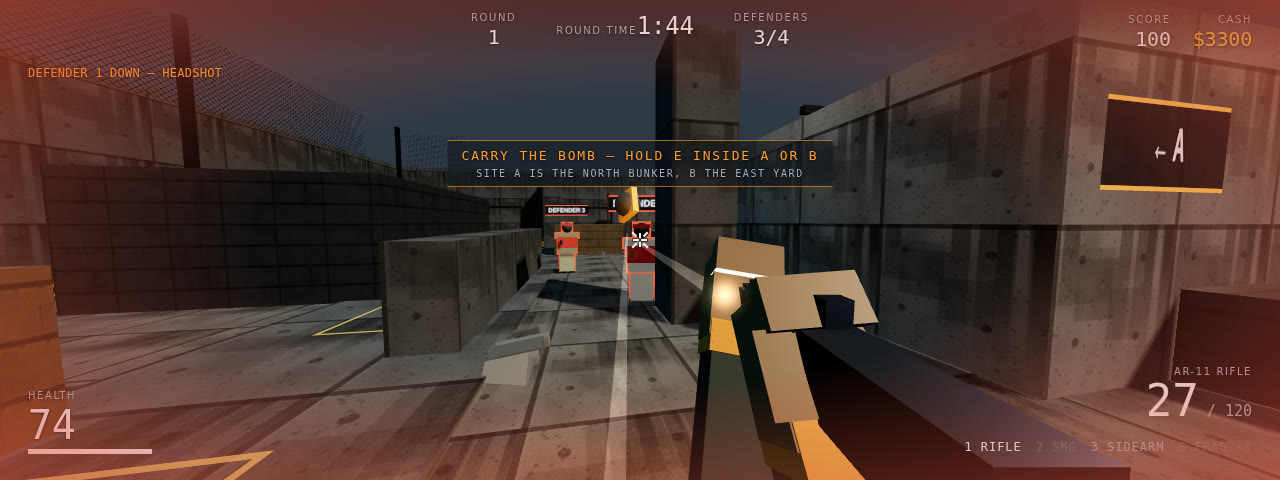 ROUND
1
ROUND TIME 1:44
DEFENDERS
3/4
SCORE
100
CASH
$3300
DEFENDER 1 DOWN — HEADSHOT
←A
CARRY THE BOMB — HOLD E INSIDE A OR B
SITE A IS THE NORTH BUNKER, B THE EAST YARD
DEFENDER 3
HEALTH
74
AR-11 RIFLE
27 / 120
1 RIFLE 2 SMG 3 SIDEARM FRAG